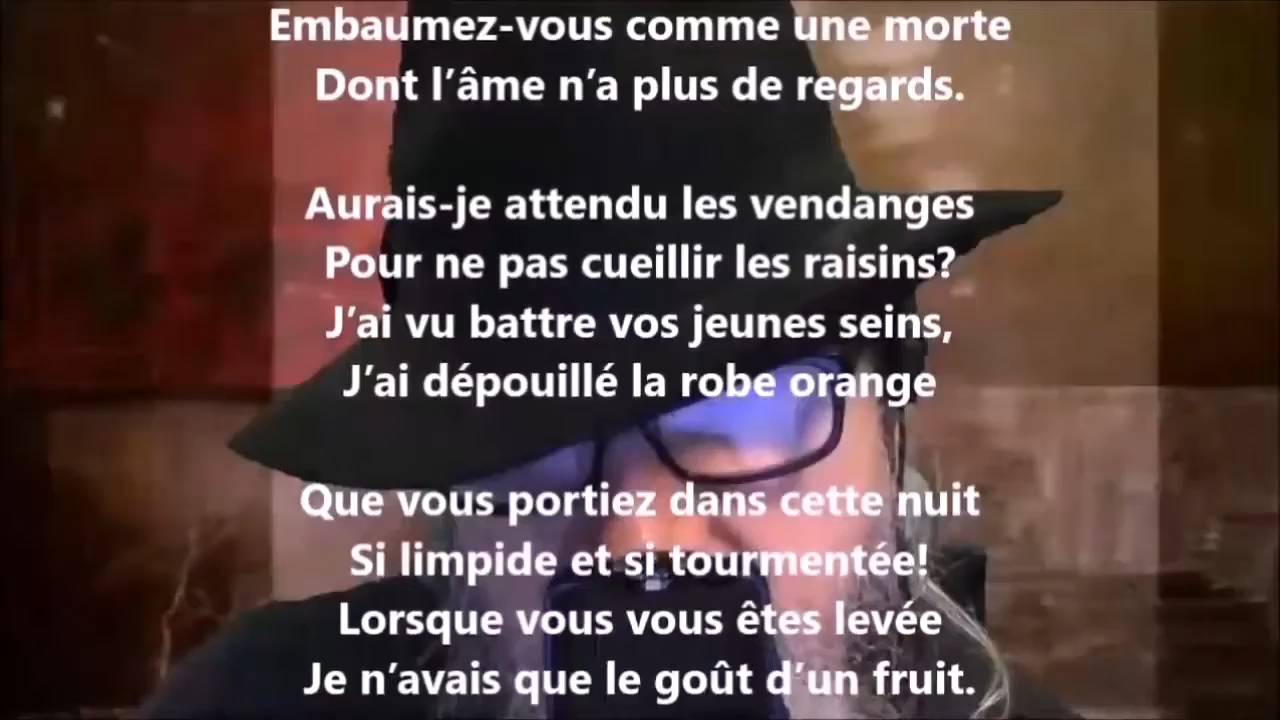 Embaumez-vous comme une morte
Dont l’âme n’a plus de regards.
Aurais-je attendu les vendanges
Pour ne pas cueillir les raisins?
J’ai vu battre vos jeunes seins,
J’ai dépouillé la robe orange
Que vous portiez dans cette nuit
Si limpide et si tourmentée!
Lorsque vous vous êtes levée
Je n’avais que le goût d’un fruit.